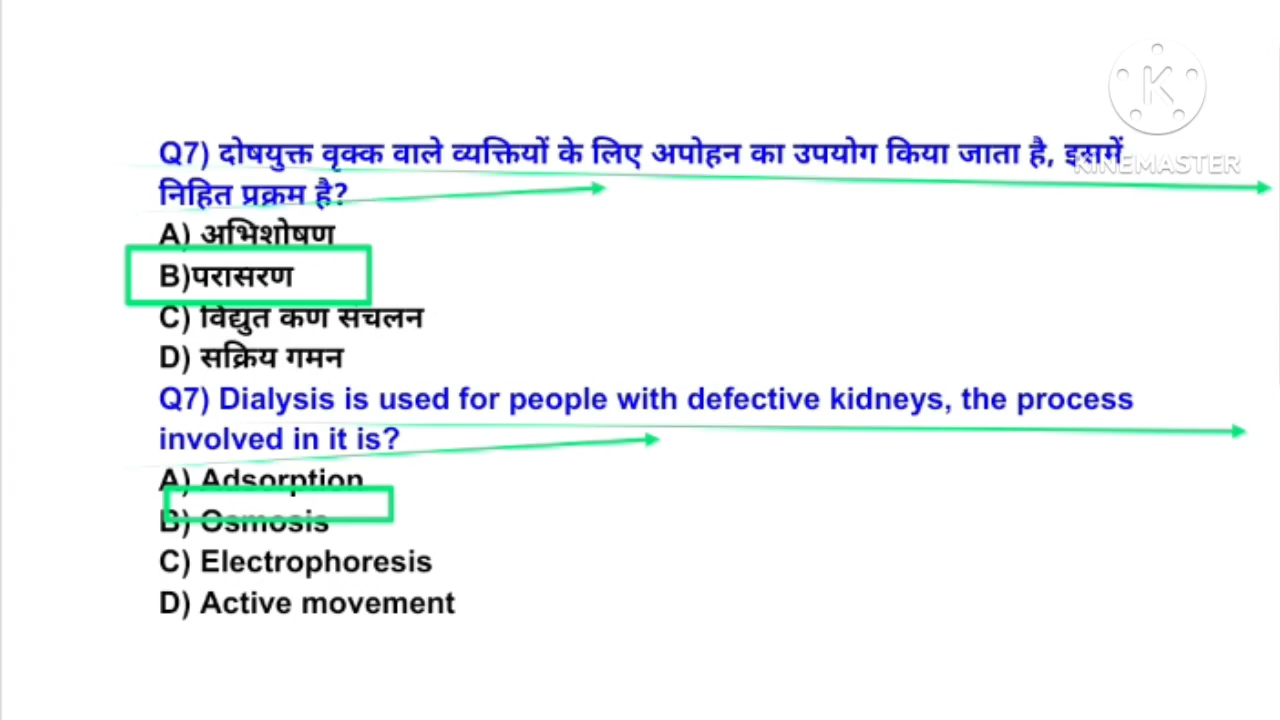 KINEMASTER
Q7) दोषयुक्त वृक्क वाले व्यक्तियों के लिए अपोहन का उपयोग किया जाता है, इसमें
निहित प्रक्रम है?
A) अभिशोषण
B)परासरण
C) विद्युत कण संचलन
D) सक्रिय गमन
Q7) Dialysis is used for people with defective kidneys, the process
involved in it is?
A) Adsorption
B) Osmosis
C) Electrophoresis
D) Active movement